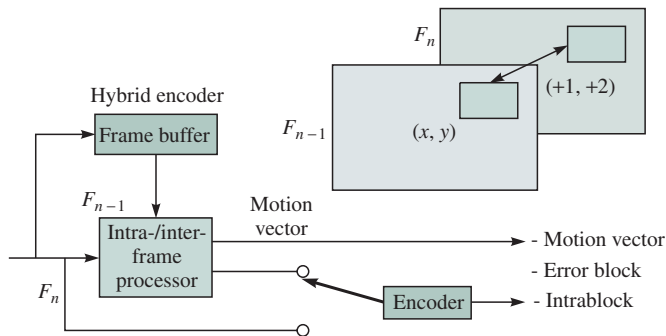 F_n
(+1, +2)
F_{n−1}
(x, y)
Hybrid encoder
Frame buffer
F_{n−1}
Intra-/inter-
frame
processor
Motion
vector
F_n
Encoder
- Motion vector
- Error block
- Intrablock